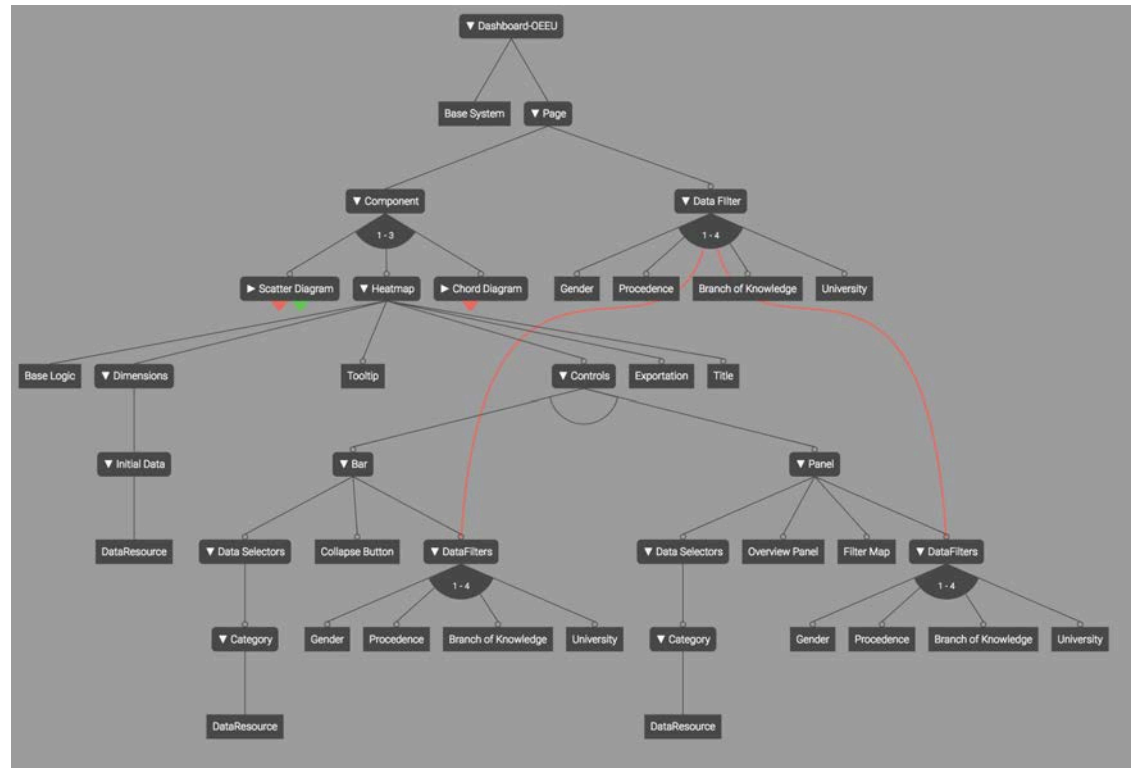 ▼ Dashboard-OEEU
Base System
▼ Page
▼ Component
▼ Data Filter
1 - 3
1 - 4
► Scatter Diagram
▼ Heatmap
► Chord Diagram
Gender
Procedence
Branch of Knowledge
University
Base Logic
▼ Dimensions
Tooltip
▼ Controls
Exportation
Title
▼ Initial Data
▼ Bar
▼ Panel
DataResource
▼ Data Selectors
Collapse Button
▼ DataFilters
▼ Data Selectors
Overview Panel
Filter Map
▼ DataFilters
1 - 4
1 - 4
▼ Category
Gender
Procedence
Branch of Knowledge
University
▼ Category
Gender
Procedence
Branch of Knowledge
University
DataResource
DataResource